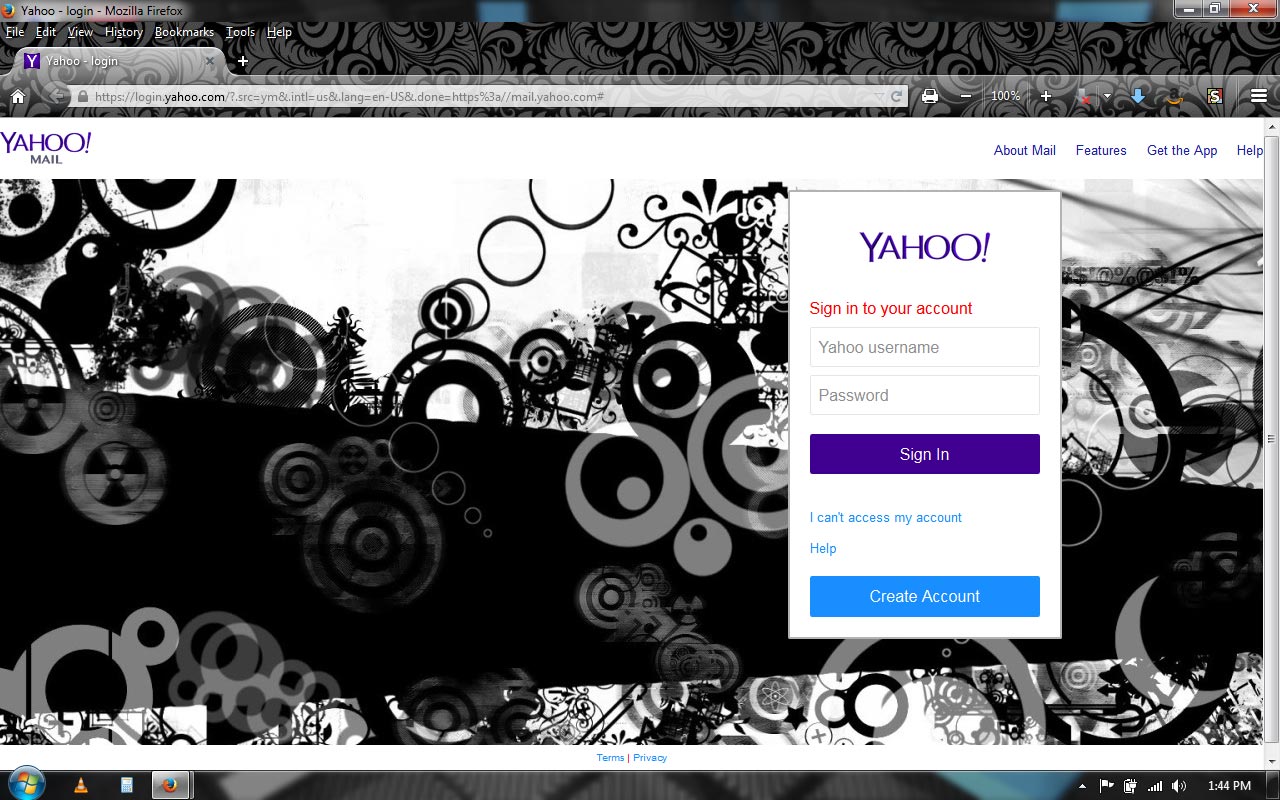 Yahoo - login - Mozilla Firefox
File Edit View History Bookmarks Tools Help
Yahoo - login
https://login.yahoo.com/?.src=ym&.intl=us&.lang=en-US&.done=https%3a//mail.yahoo.com#
100%
YAHOO!
MAIL
About Mail Features Get the App Help
YAHOO!
Sign in to your account
Yahoo username
Password
Sign In
I can't access my account
Help
Create Account
Terms | Privacy
1:44 PM